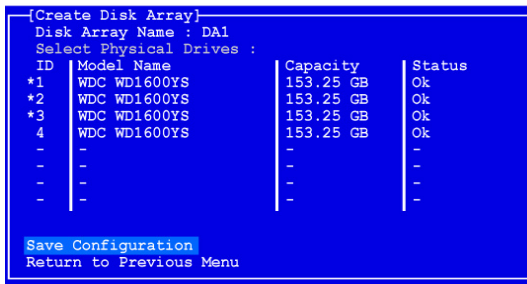 [Create Disk Array]
Disk Array Name : DA1
Select Physical Drives :
ID Model Name Capacity Status
*1 WDC WD1600YS 153.25 GB Ok
*2 WDC WD1600YS 153.25 GB Ok
*3 WDC WD1600YS 153.25 GB Ok
4 WDC WD1600YS 153.25 GB Ok
- - - -
- - - -
- - - -
- - - -
Save Configuration
Return to Previous Menu